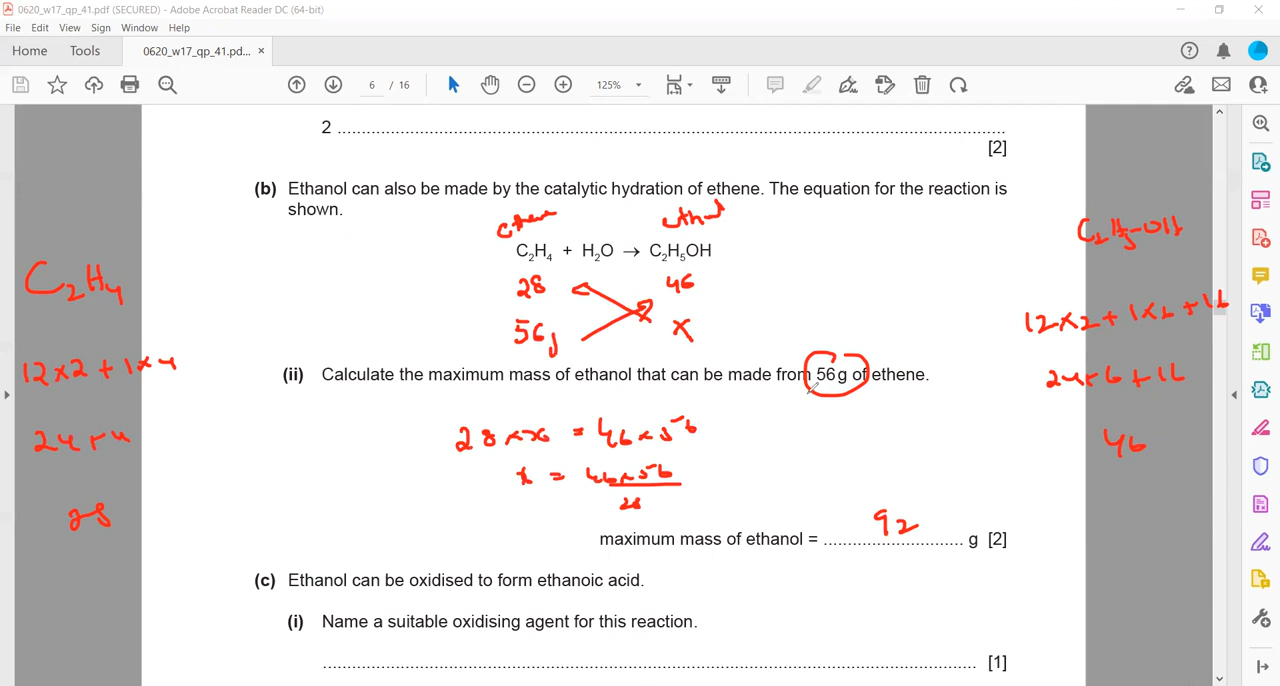 0620_w17_qp_41.pdf (SECURED) - Adobe Acrobat Reader DC (64-bit)
File Edit View Sign Window Help
Home Tools 0620_w17_qp_41.pd... ×
6 / 16 125%
2 ........................................................................
[2]
(b) Ethanol can also be made by the catalytic hydration of ethene. The equation for the reaction is
shown.
ethene ethanol
C₂H₄ + H₂O → C₂H₅OH
28 46
56g x
(ii) Calculate the maximum mass of ethanol that can be made from 56g of ethene.
28 × x = 46 × 56
x = 46 × 56
28
92
maximum mass of ethanol = ............................ g [2]
(c) Ethanol can be oxidised to form ethanoic acid.
(i) Name a suitable oxidising agent for this reaction.
........................................................................ [1]
C₂H₄
12×2 + 1×4
24+4
28
C₂H₅-OH
12×2 + 1×6 + 16
24+6+16
46